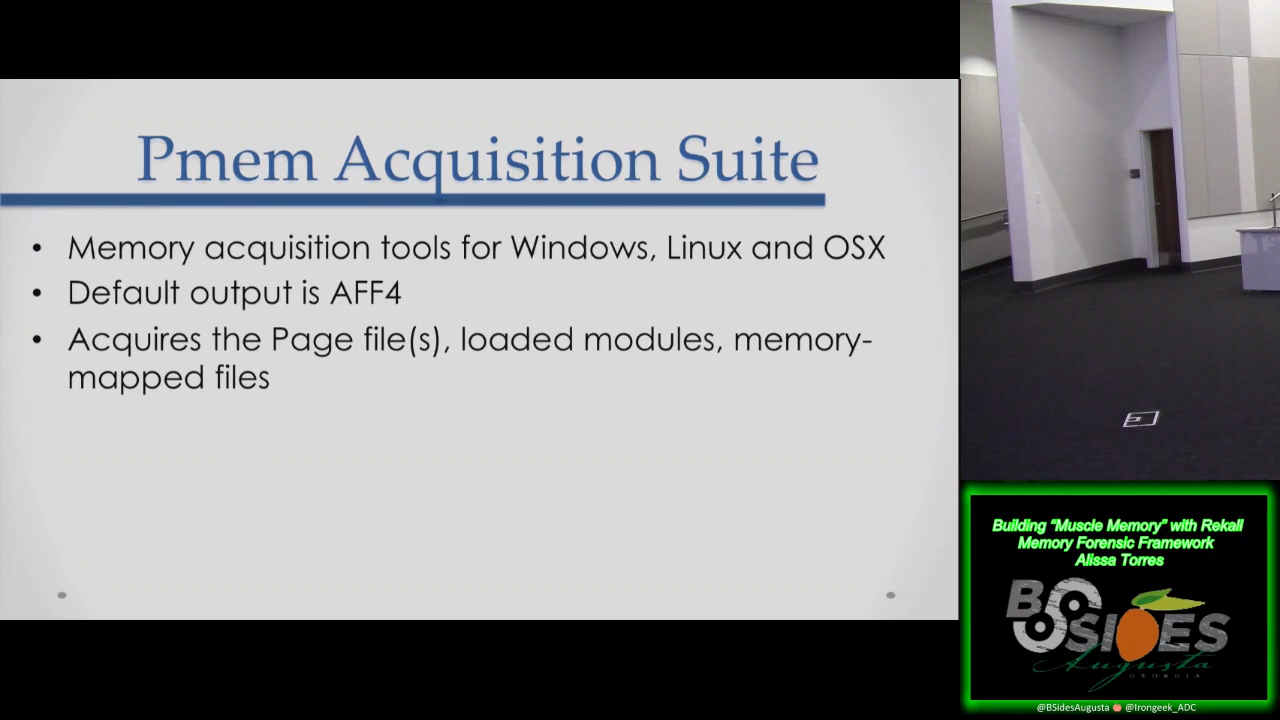 Pmem Acquisition Suite
• Memory acquisition tools for Windows, Linux and OSX
• Default output is AFF4
• Acquires the Page file(s), loaded modules, memory-
mapped files
Building "Muscle Memory" with Rekall
Memory Forensic Framework
Alissa Torres
BSIDES
Augusta
GEORGIA
@BSidesAugusta @Irongeek_ADC